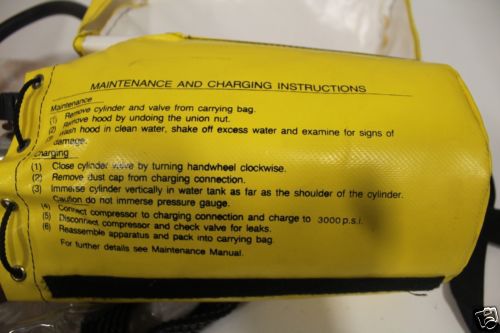 MAINTENANCE AND CHARGING INSTRUCTIONS
Maintenance
(1) Remove cylinder and valve from carrying bag.
(2) Remove hood by undoing the union nut.
(3) Wash hood in clean water, shake off excess water and examine for signs of
damage.
Charging
(1) Close cylinder valve by turning handwheel clockwise.
(2) Remove dust cap from charging connection.
(3) Immerse cylinder vertically in water tank as far as the shoulder of the cylinder.
Caution do not immerse pressure gauge.
(4) Connect compressor to charging connection and charge to 3000 p.s.i.
(5) Disconnect compressor and check valve for leaks.
(6) Reassemble apparatus and pack into carrying bag.
For further details see Maintenance Manual.
ebY